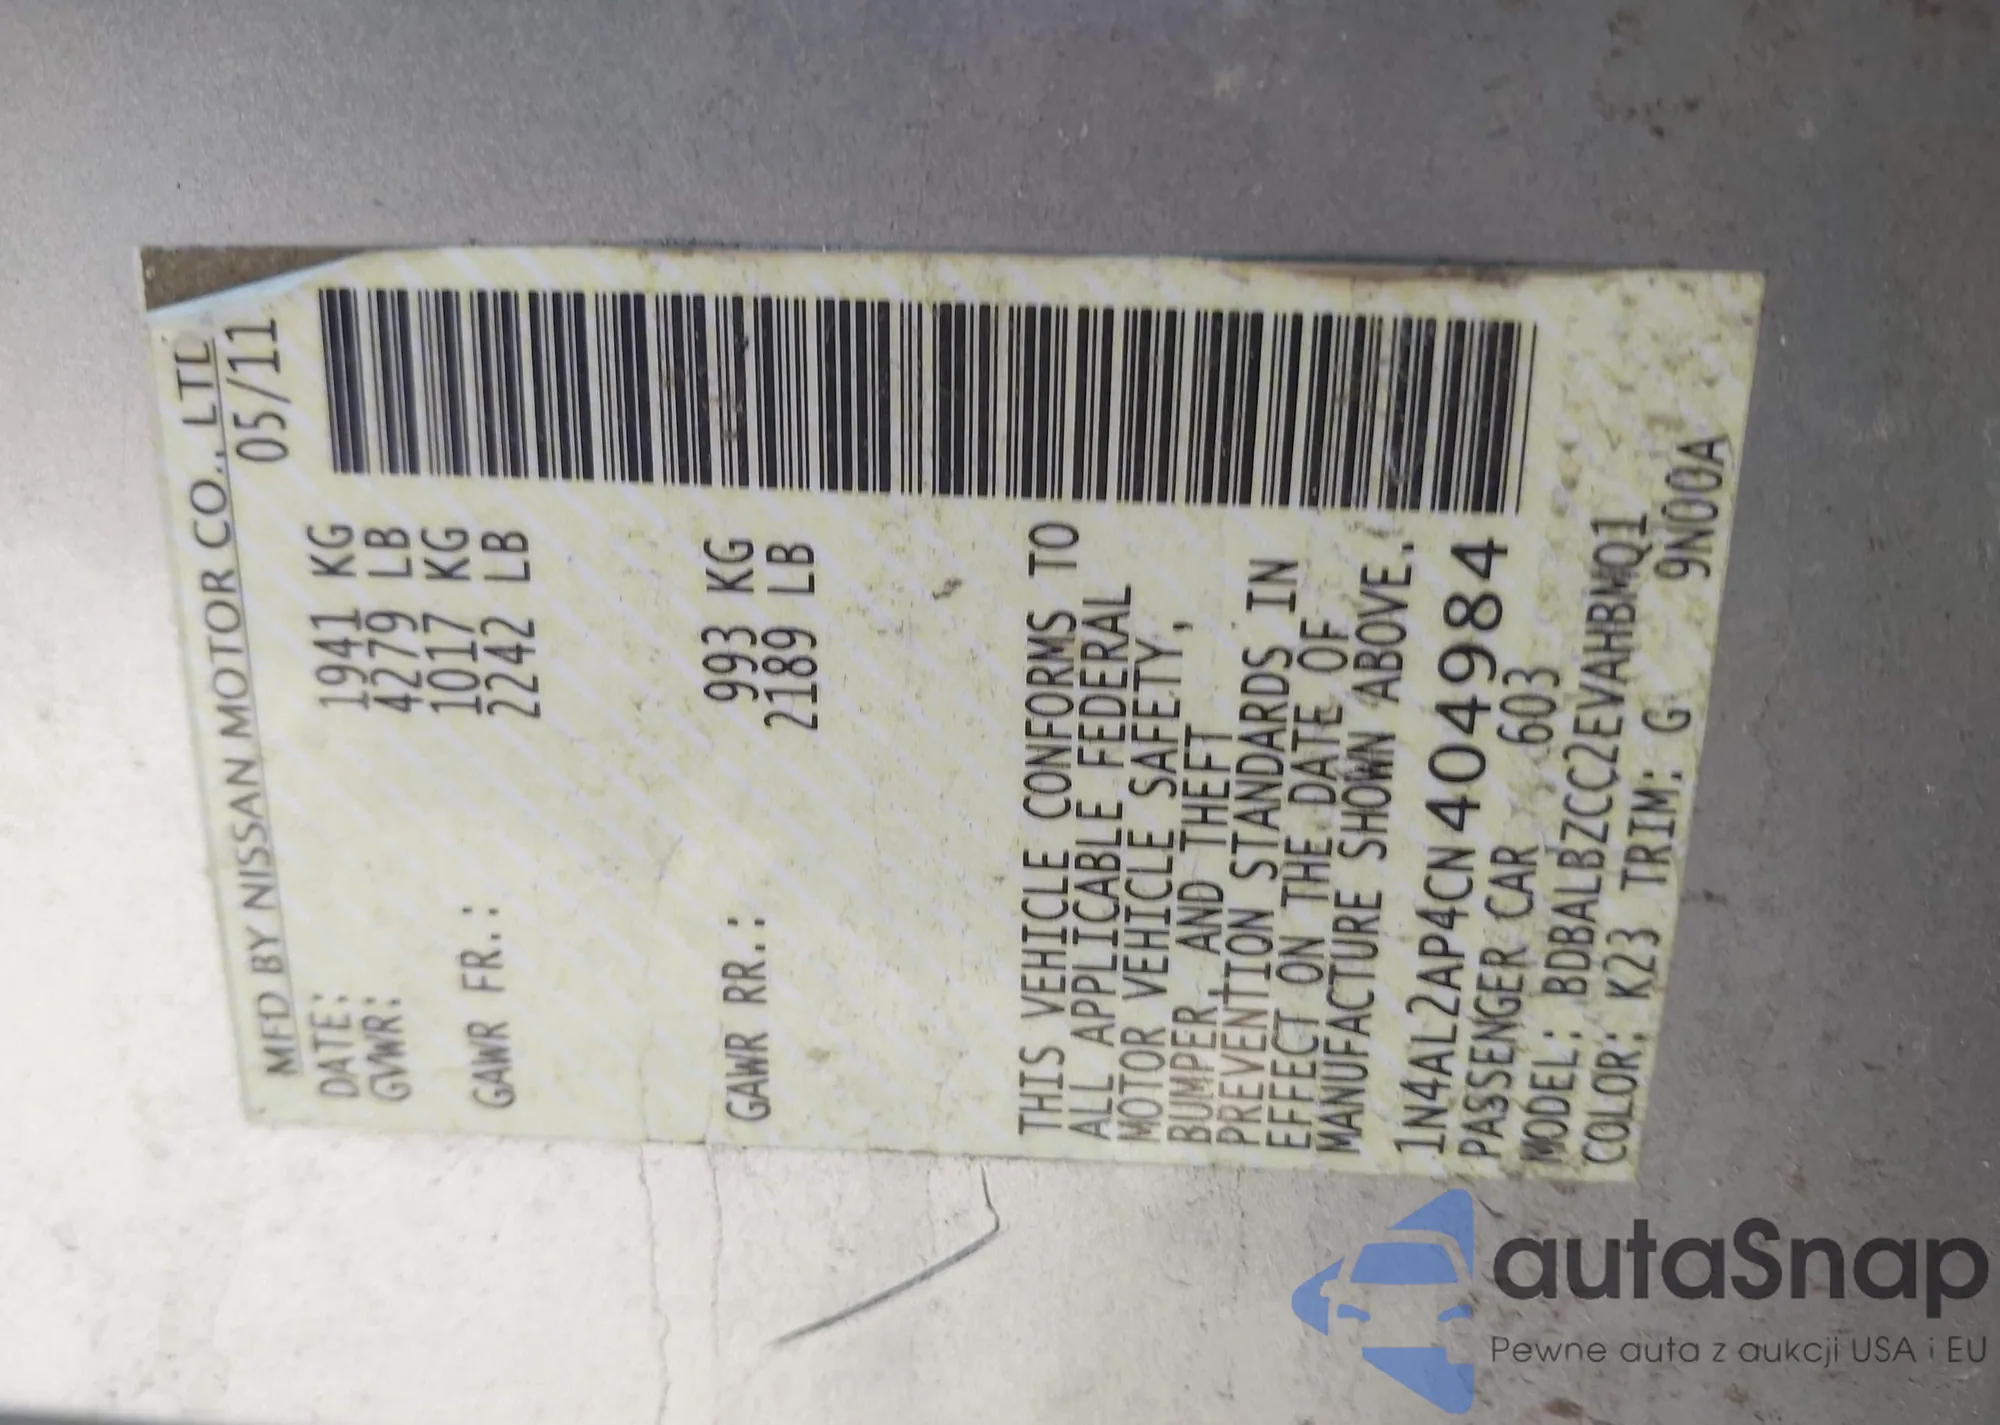 MFD BY NISSAN MOTOR CO., LTD
DATE: 05/11
GVWR: 1941 KG
4279 LB
GAWR FR.: 1017 KG
2242 LB
GAWR RR.: 993 KG
2189 LB
THIS VEHICLE CONFORMS TO
ALL APPLICABLE FEDERAL
MOTOR VEHICLE SAFETY,
BUMPER, AND THEFT
PREVENTION STANDARDS IN
EFFECT ON THE DATE OF
MANUFACTURE SHOWN ABOVE.
1N4AL2AP4CN404984
PASSENGER CAR 603
MODEL: BDBALBZCC2EVAHBMQ1
COLOR: K23 TRIM: G 9N00A
autaSnap
Pewne auta z aukcji USA i EU